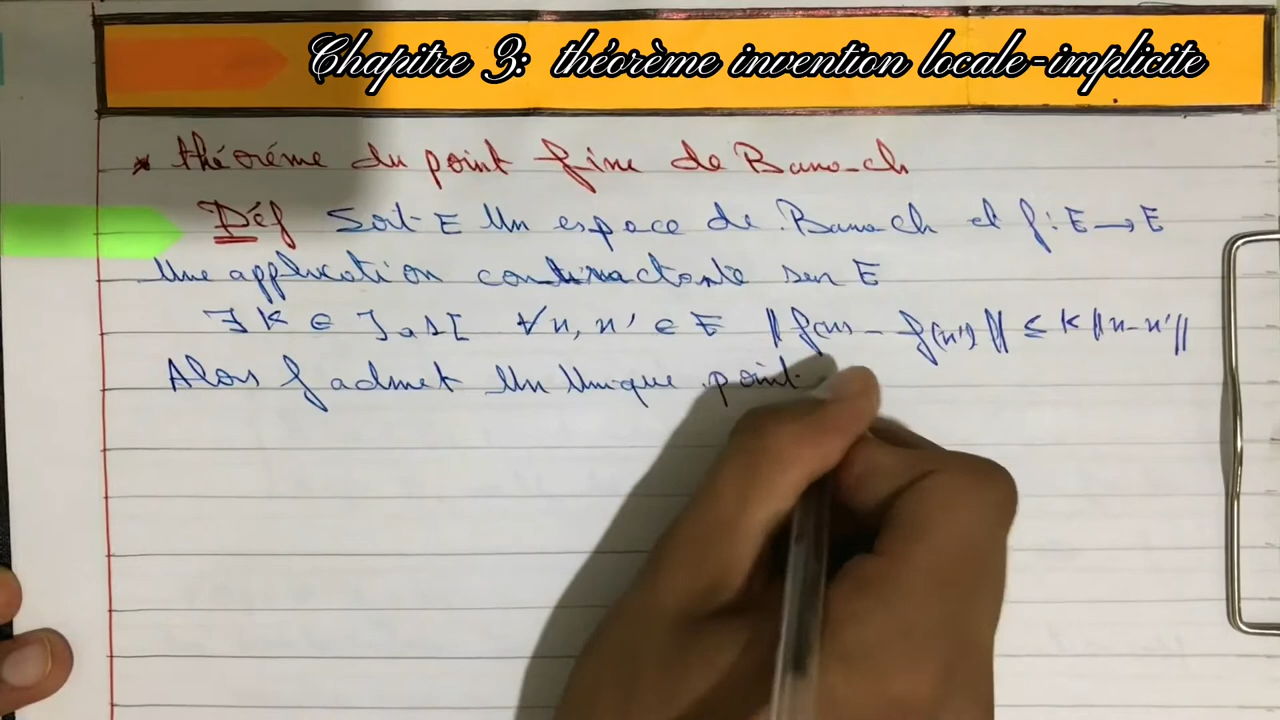 Chapitre 3: théorème invention locale-implicite
* théoréme du point fixe de Banach
Déf Soit E Un espace de Banach et f: E → E
Une application contractante sur E
∃ K ∈ ]0,1[ ∀x, x' ∈ E ‖f(x) - f(x')‖ ≤ K ‖x-x'‖
Alors f admet Un Unique point